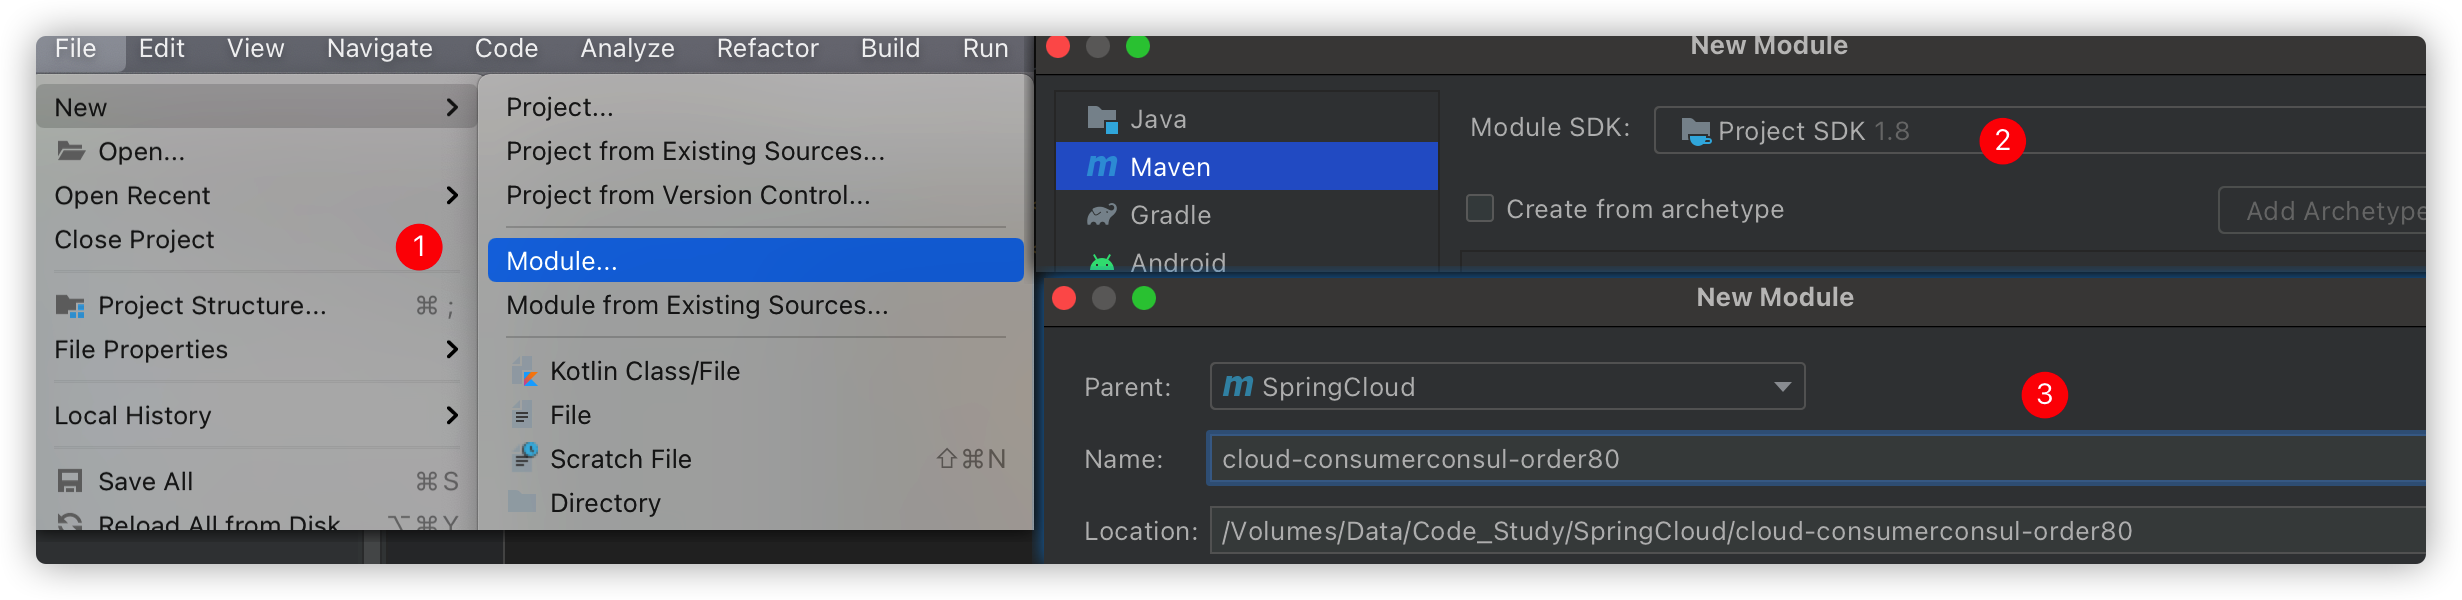 File Edit View Navigate Code Analyze Refactor Build Run
New
Open...
Open Recent
Close Project
1
Project Structure... ⌘ ;
File Properties
Local History
Save All ⌘S
Reload All from Disk ⌥⌘Y
Project...
Project from Existing Sources...
Project from Version Control...
Module...
Module from Existing Sources...
Kotlin Class/File
File
Scratch File ⇧⌘N
Directory
New Module
Java
Maven
Gradle
Android
Module SDK: Project SDK 1.8
2
Create from archetype
Add Archetype
New Module
Parent: m SpringCloud
3
Name: cloud-consumerconsul-order80
Location: /Volumes/Data/Code_Study/SpringCloud/cloud-consumerconsul-order80